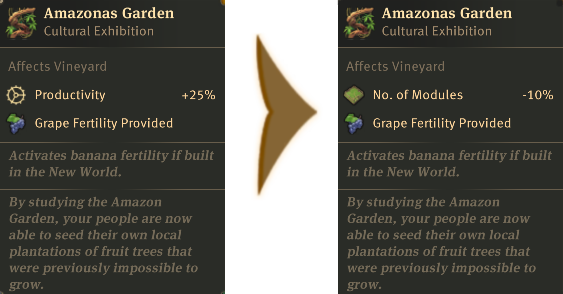 Amazonas Garden
Cultural Exhibition
Affects Vineyard
Productivity +25%
Grape Fertility Provided
Activates banana fertility if built
in the New World.
By studying the Amazon
Garden, your people are now
able to seed their own local
plantations of fruit trees that
were previously impossible to
grow.
Amazonas Garden
Cultural Exhibition
Affects Vineyard
No. of Modules -10%
Grape Fertility Provided
Activates banana fertility if built
in the New World.
By studying the Amazon
Garden, your people are now
able to seed their own local
plantations of fruit trees that
were previously impossible to
grow.